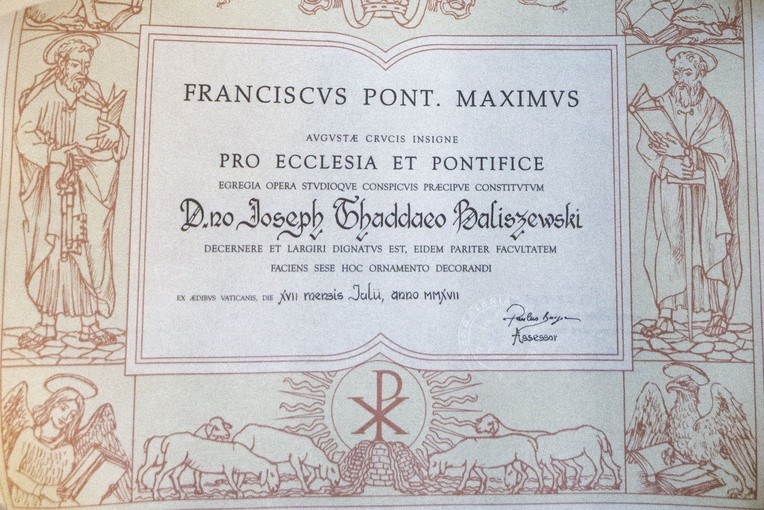 FRANCISCVS PONT. MAXIMVS
AVGVSTÆ CRVCIS INSIGNE
PRO ECCLESIA ET PONTIFICE
EGREGIA OPERA STVDIOQVE CONSPICVIS PRÆCIPVE CONSTITVTVM
D.no Joseph Thaddaeo Baliszewski
DECERNERE ET LARGIRI DIGNATVS EST, EIDEM PARITER FACVLTATEM
FACIENS SESE HOC ORNAMENTO DECORANDI
EX ÆDIBVS VATICANIS, DIE XVII mensis Julii, anno MMXVII
Assessor